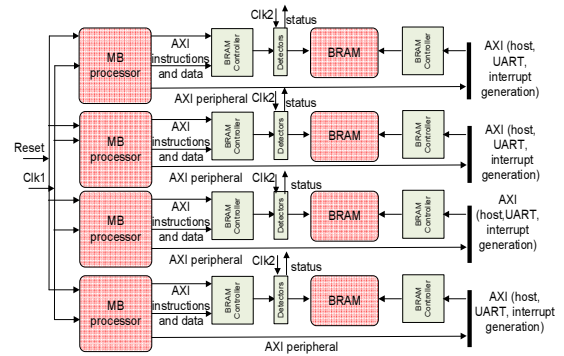 Clk2
status
MB
processor
AXI
instructions
and data
BRAM
Controller
Detectors
BRAM
BRAM
Controller
AXI (host,
UART,
interrupt
generation)
AXI peripheral
Clk2
status
MB
processor
AXI
instructions
and data
BRAM
Controller
Detectors
BRAM
BRAM
Controller
AXI (host,
UART,
interrupt
generation)
Reset
Clk1
AXI peripheral
Clk2
status
MB
processor
AXI
instructions
and data
BRAM
Controller
Detectors
BRAM
BRAM
Controller
AXI
(host,UART,
interrupt
generation)
AXI peripheral
Clk2
status
MB
processor
AXI
instructions
and data
BRAM
Controller
Detectors
BRAM
BRAM
Controller
AXI (host,
UART, interrupt
generation)
AXI peripheral